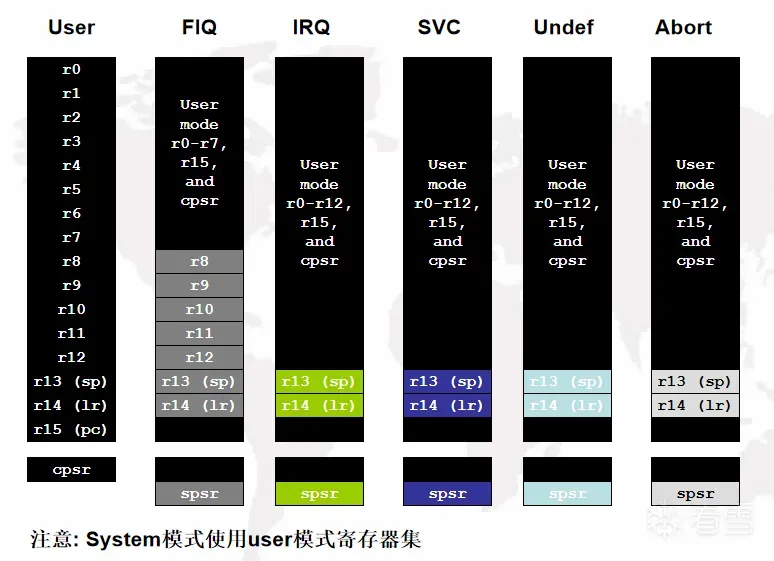 User
FIQ
IRQ
SVC
Undef
Abort
r0
r1
r2
r3
r4
r5
r6
r7
r8
r9
r10
r11
r12
r13 (sp)
r14 (lr)
r15 (pc)
cpsr
User
mode
r0-r7,
r15,
and
cpsr
r8
r9
r10
r11
r12
r13 (sp)
r14 (lr)
spsr
User
mode
r0-r12,
r15,
and
cpsr
r13 (sp)
r14 (lr)
spsr
User
mode
r0-r12,
r15,
and
cpsr
r13 (sp)
r14 (lr)
spsr
User
mode
r0-r12,
r15,
and
cpsr
r13 (sp)
r14 (lr)
spsr
User
mode
r0-r12,
r15,
and
cpsr
r13 (sp)
r14 (lr)
spsr
注意: System模式使用user模式寄存器集
看雪